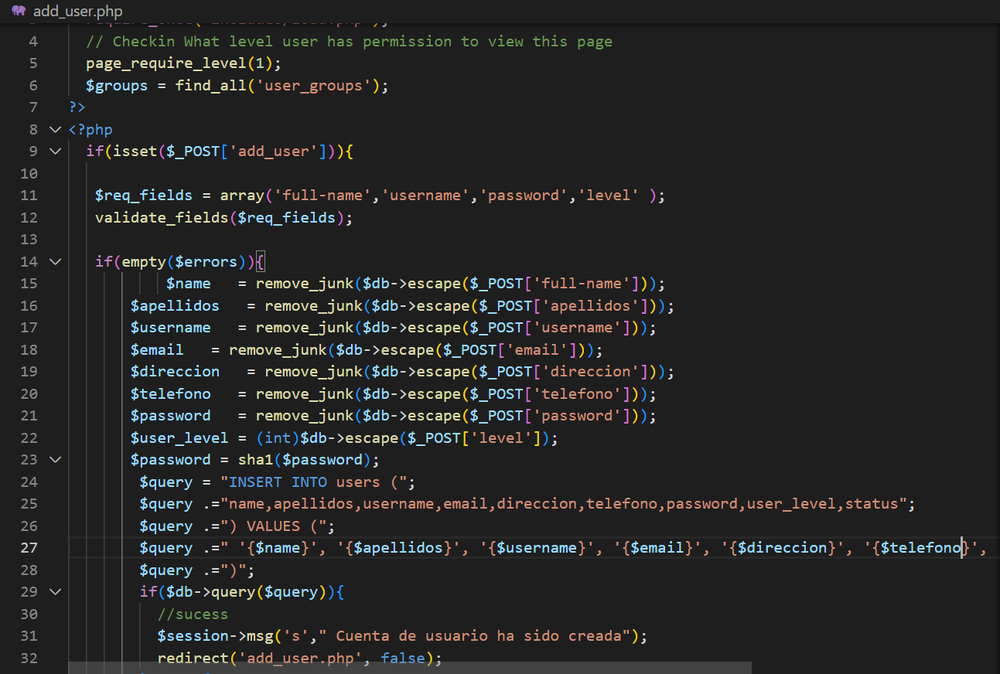 add_user.php
4 // Checkin What level user has permission to view this page
5 page_require_level(1);
6 $groups = find_all('user_groups');
7 ?>
8 <?php
9 if(isset($_POST['add_user'])){
10
11 $req_fields = array('full-name','username','password','level' );
12 validate_fields($req_fields);
13
14 if(empty($errors)){
15 $name   = remove_junk($db->escape($_POST['full-name']));
16 $apellidos   = remove_junk($db->escape($_POST['apellidos']));
17 $username   = remove_junk($db->escape($_POST['username']));
18 $email   = remove_junk($db->escape($_POST['email']));
19 $direccion   = remove_junk($db->escape($_POST['direccion']));
20 $telefono   = remove_junk($db->escape($_POST['telefono']));
21 $password   = remove_junk($db->escape($_POST['password']));
22 $user_level = (int)$db->escape($_POST['level']);
23 $password = sha1($password);
24 $query = "INSERT INTO users (";
25 $query .="name,apellidos,username,email,direccion,telefono,password,user_level,status";
26 $query .=") VALUES (";
27 $query .=" '{$name}', '{$apellidos}', '{$username}', '{$email}', '{$direccion}', '{$telefono}',
28 $query .=")";
29 if($db->query($query)){
30 //sucess
31 $session->msg('s'," Cuenta de usuario ha sido creada");
32 redirect('add_user.php', false);